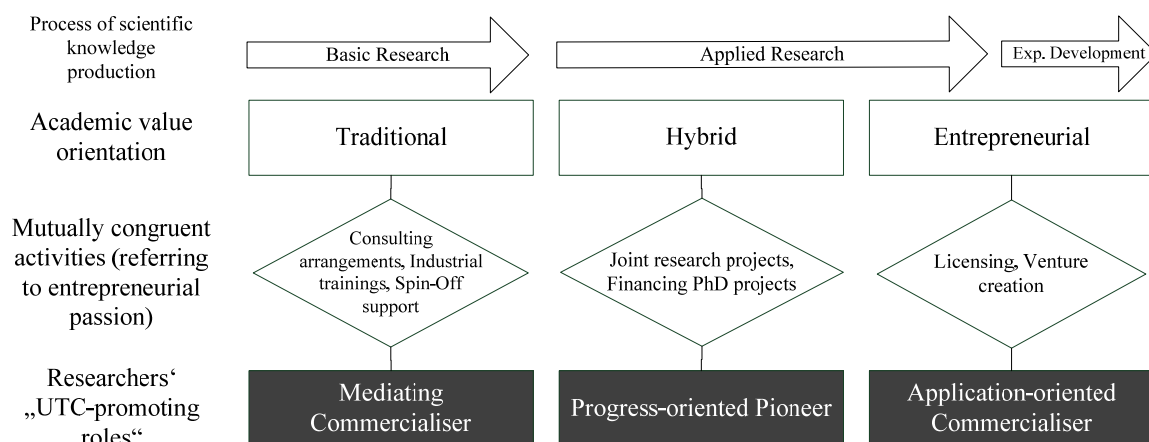 Process of scientific
knowledge
production
Basic Research
Applied Research
Exp. Development
Academic value
orientation
Traditional
Hybrid
Entrepreneurial
Mutually congruent
activities (referring
to entrepreneurial
passion)
Consulting
arrangements, Industrial
trainings, Spin-Off
support
Joint research projects,
Financing PhD projects
Licensing, Venture
creation
Researchers‘
„UTC-promoting
roles“
Mediating
Commercialiser
Progress-oriented Pioneer
Application-oriented
Commercialiser